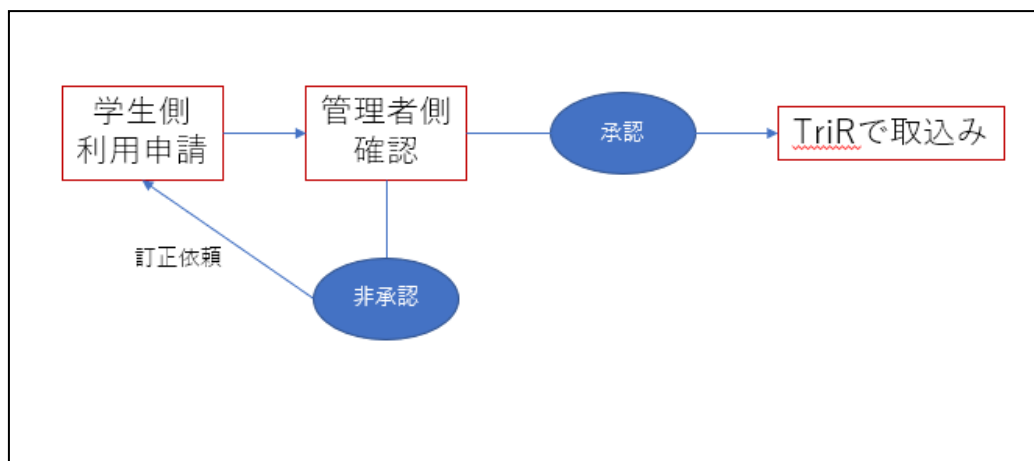 学生側
利用申請
管理者側
確認
承認
TriRで取込み
訂正依頼
非承認